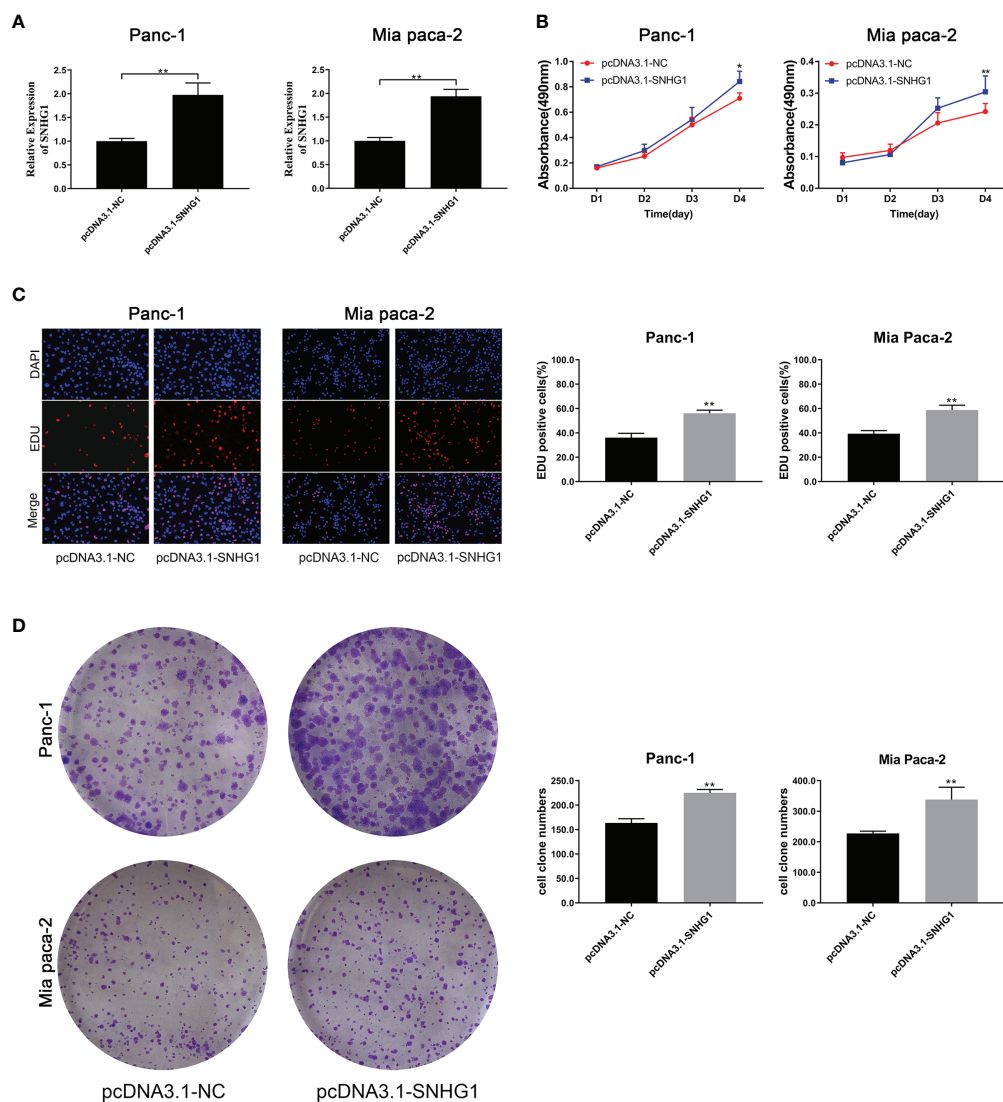 A
Panc-1
Relative Expression
of SNHG1
2.5
2.0
1.5
1.0
0.5
0.0
**
pcDNA3.1-NC
pcDNA3.1-SNHG1
Mia paca-2
Relative Expression
of SNHG1
2.5
2.0
1.5
1.0
0.5
0.0
**
pcDNA3.1-NC
pcDNA3.1-SNHG1
B
Panc-1
pcDNA3.1-NC
pcDNA3.1-SNHG1
Absorbance(490nm)
1.0
0.8
0.6
0.4
0.2
0.0
*
D1
D2
D3
D4
Time(day)
Mia paca-2
pcDNA3.1-NC
pcDNA3.1-SNHG1
Absorbance(490nm)
0.4
0.3
0.2
0.1
0.0
**
D1
D2
D3
D4
Time(day)
C
Panc-1
Mia paca-2
DAPI
EDU
Merge
pcDNA3.1-NC
pcDNA3.1-SNHG1
pcDNA3.1-NC
pcDNA3.1-SNHG1
Panc-1
EDU positive cells(%)
100.0
80.0
60.0
40.0
20.0
0.0
**
pcDNA3.1-NC
pcDNA3.1-SNHG1
Mia Paca-2
EDU positive cells(%)
100.0
80.0
60.0
40.0
20.0
0.0
**
pcDNA3.1-NC
pcDNA3.1-SNHG1
D
Panc-1
Mia paca-2
pcDNA3.1-NC
pcDNA3.1-SNHG1
Panc-1
cell clone numbers
250.0
200.0
150.0
100.0
50.0
0.0
**
pcDNA3.1-NC
pcDNA3.1-SNHG1
Mia Paca-2
cell clone numbers
400.0
300.0
200.0
100.0
0.0
**
pcDNA3.1-NC
pcDNA3.1-SNHG1